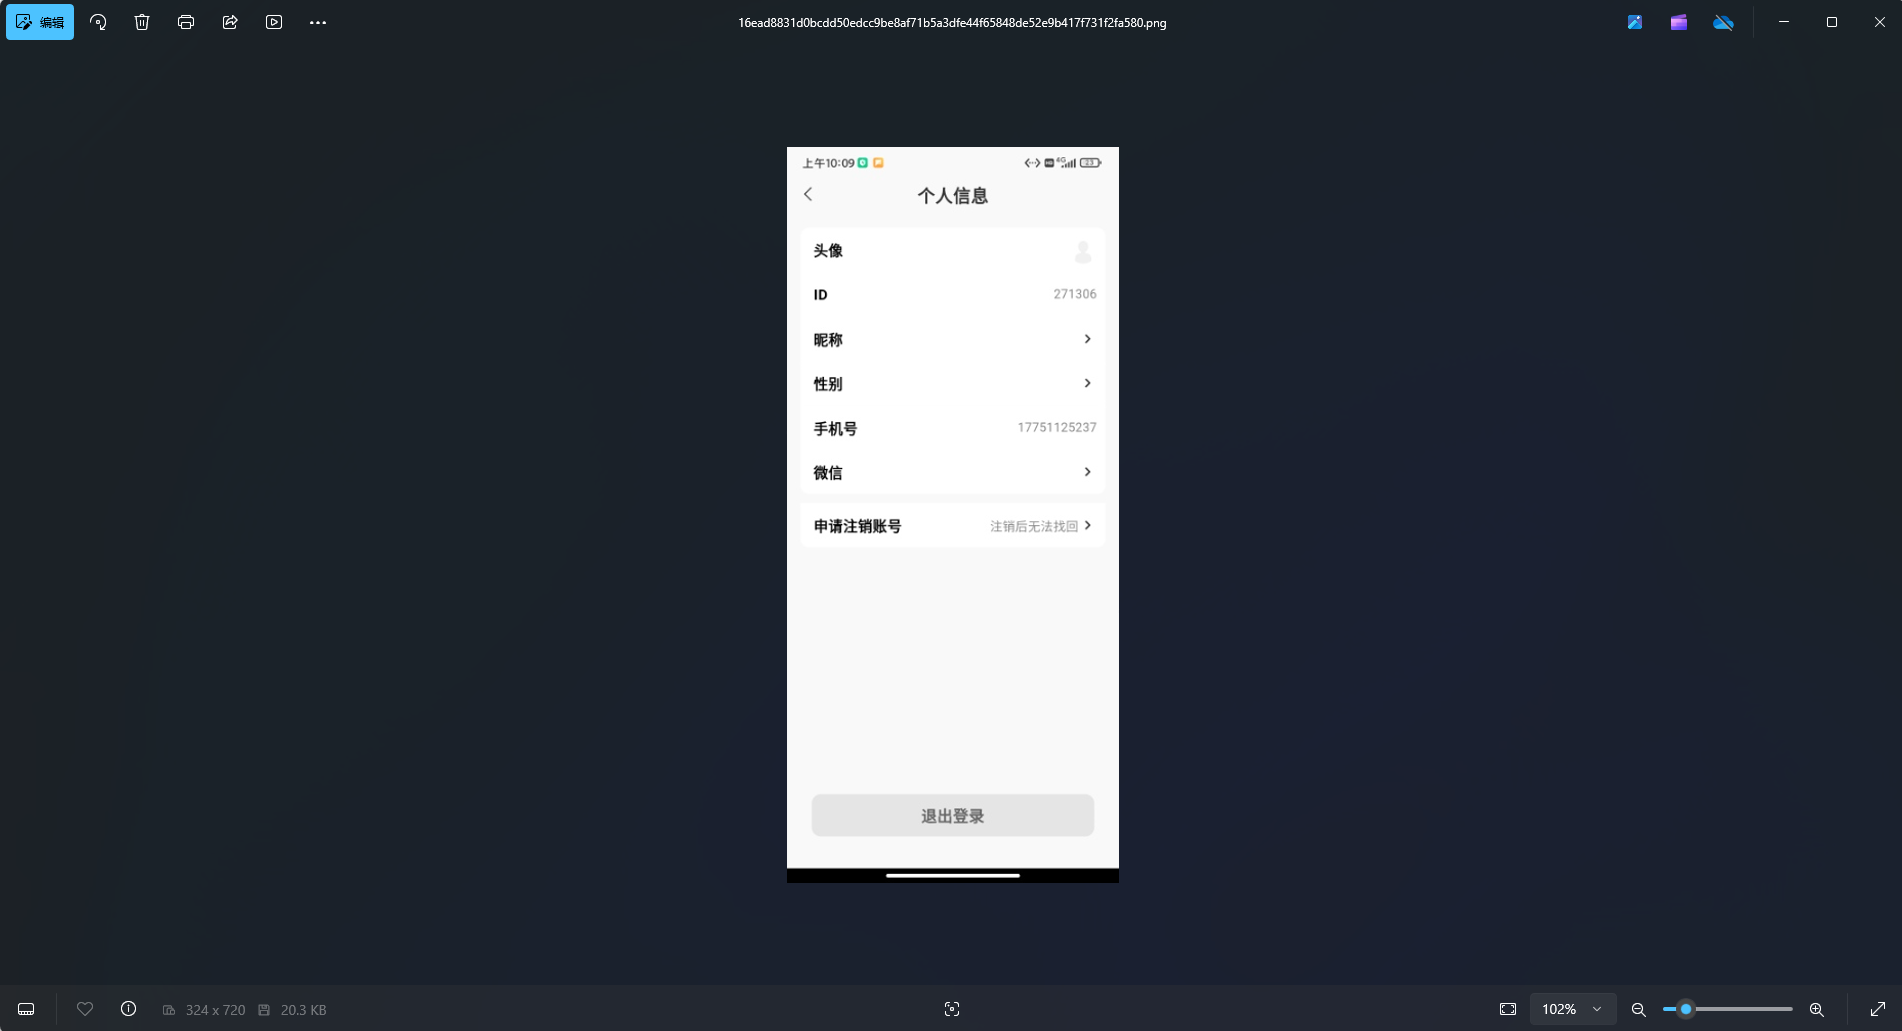 编辑
16ead8831d0bcdd50edcc9be8af71b5a3dfe44f65848de52e9b417f731f2fa580.png
上午10:09
4G
个人信息
头像
ID 271306
昵称
性别
手机号 17751125237
微信
申请注销账号 注销后无法找回
退出登录
324 x 720 20.3 KB
102%